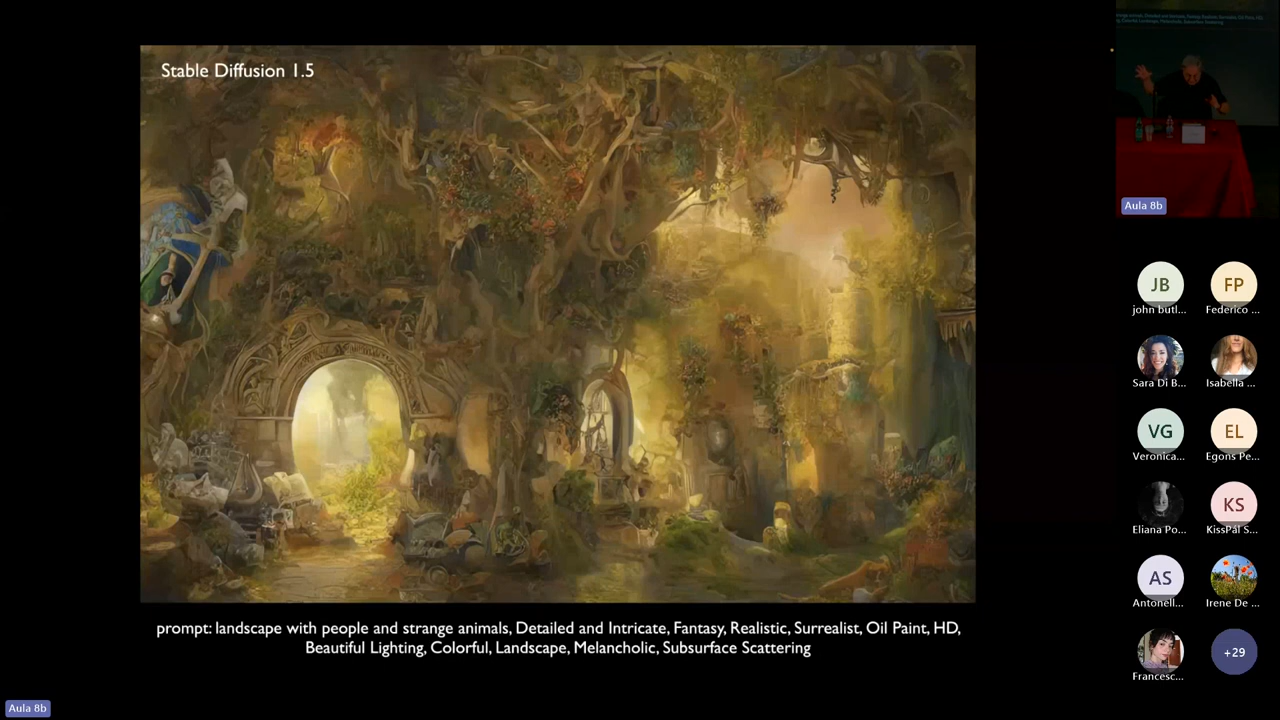 Stable Diffusion 1.5
prompt: landscape with people and strange animals, Detailed and Intricate, Fantasy, Realistic, Surrealist, Oil Paint, HD,
Beautiful Lighting, Colorful, Landscape, Melancholic, Subsurface Scattering
Aula 8b
Aula 8b
JB
john butl...
FP
Federico ...
Sara Di B...
Isabella ...
VG
Veronica...
EL
Egons Pe...
Eliana Po...
KS
KissPál S...
AS
Antonell...
Irene De ...
Francesc...
+29